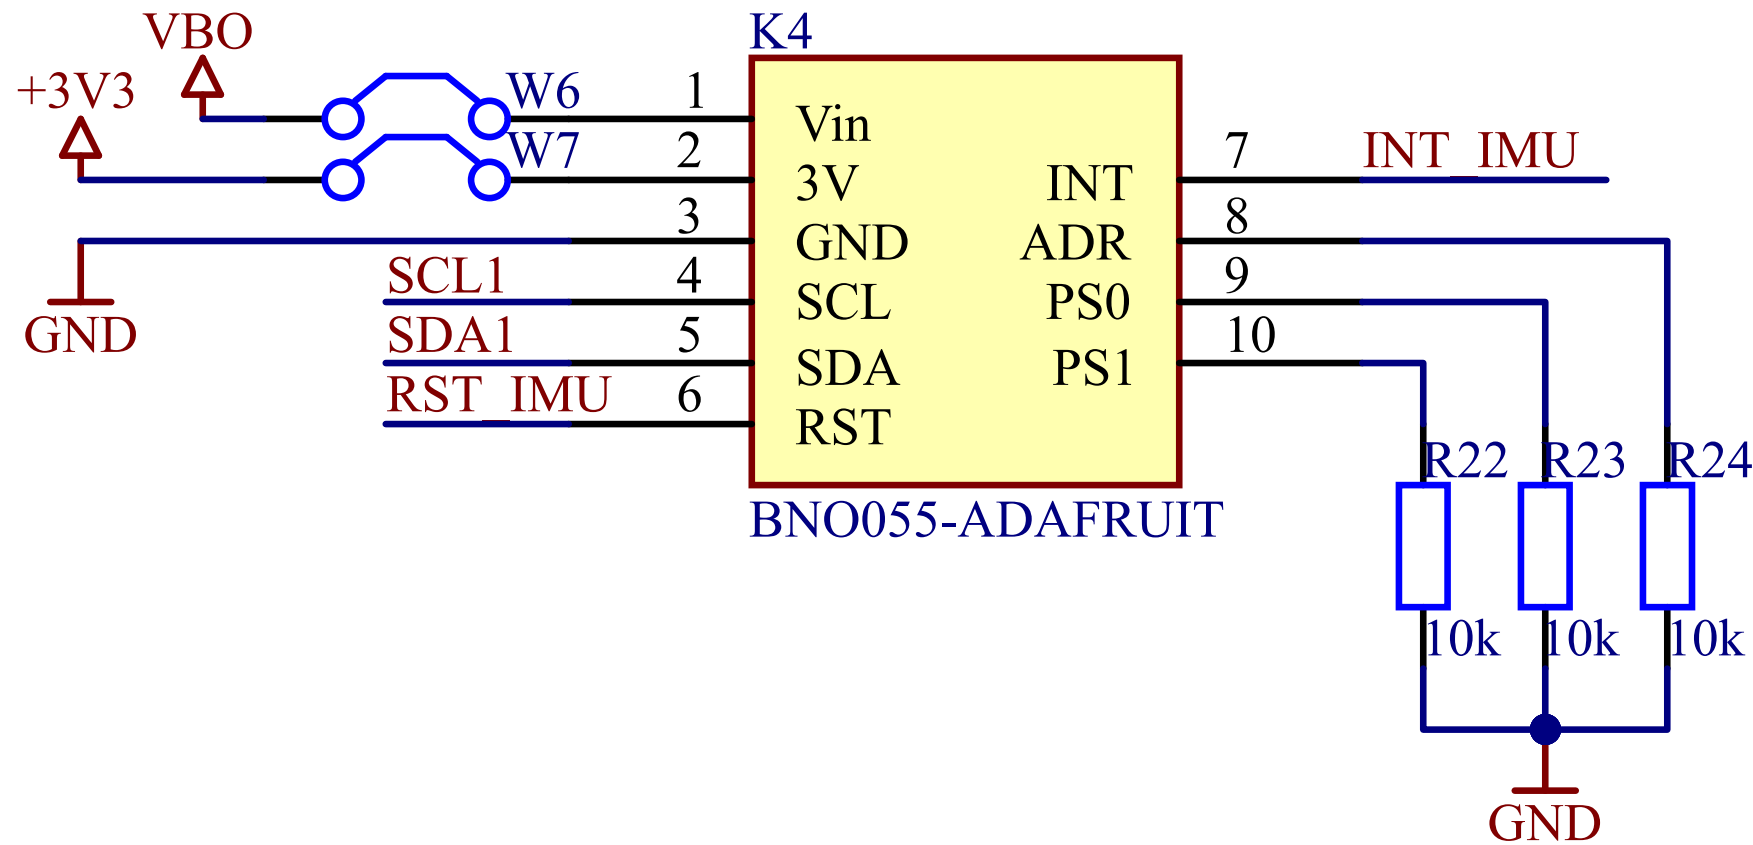 K4
VBO
+3V3
W6
W7
1
2
3
4
5
6
Vin
3V
GND
SCL
SDA
RST
INT
ADR
PS0
PS1
7
8
9
10
INT_IMU
GND
SCL1
SDA1
RST_IMU
BNO055-ADAFRUIT
R22
R23
R24
10k
10k
10k
GND